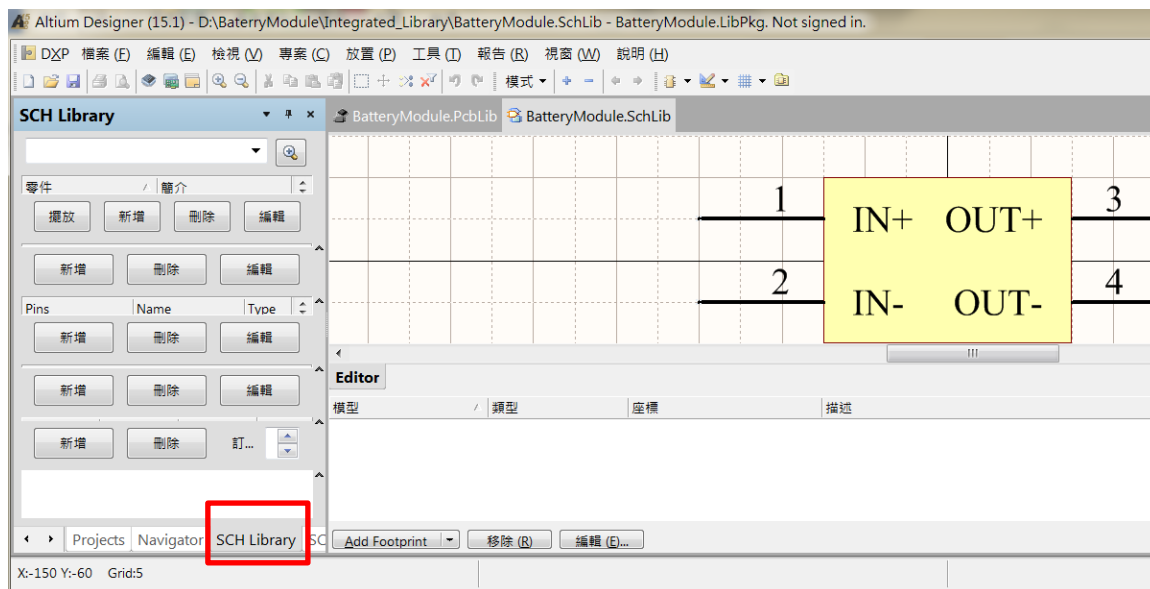 Altium Designer (15.1) - D:\BaterryModule\Integrated_Library\BatteryModule.SchLib - BatteryModule.LibPkg. Not signed in.
DXP 檔案 (F) 編輯 (E) 檢視 (V) 專案 (C) 放置 (P) 工具 (T) 報告 (R) 視窗 (W) 說明 (H)
模式
SCH Library
BatteryModule.PcbLib BatteryModule.SchLib
零件 / 簡介
擺放 新增 刪除 編輯
新增 刪除 編輯
Pins Name Type
新增 刪除 編輯
新增 刪除 編輯
新增 刪除 訂...
1 IN+ OUT+ 3
2 IN- OUT- 4
Editor
模型 / 類型 座標 描述
Projects Navigator SCH Library SC
Add Footprint 移除 (R) 編輯 (E)...
X:-150 Y:-60 Grid:5